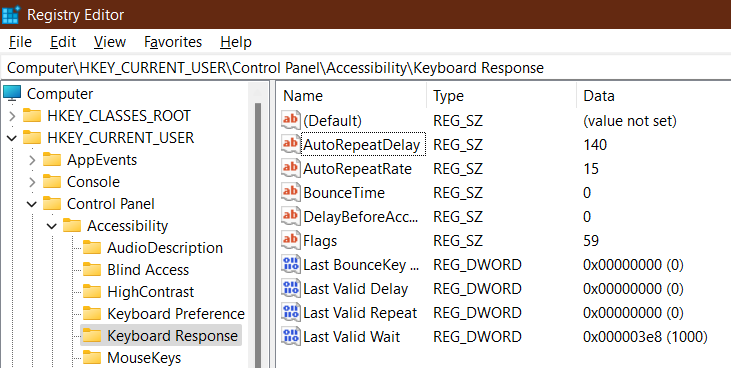 Registry Editor
File Edit View Favorites Help
Computer\HKEY_CURRENT_USER\Control Panel\Accessibility\Keyboard Response
Computer
HKEY_CLASSES_ROOT
HKEY_CURRENT_USER
AppEvents
Console
Control Panel
Accessibility
AudioDescription
Blind Access
HighContrast
Keyboard Preference
Keyboard Response
MouseKeys
Name Type Data
(Default) REG_SZ (value not set)
AutoRepeatDelay REG_SZ 140
AutoRepeatRate REG_SZ 15
BounceTime REG_SZ 0
DelayBeforeAcc... REG_SZ 0
Flags REG_SZ 59
Last BounceKey ... REG_DWORD 0x00000000 (0)
Last Valid Delay REG_DWORD 0x00000000 (0)
Last Valid Repeat REG_DWORD 0x00000000 (0)
Last Valid Wait REG_DWORD 0x000003e8 (1000)